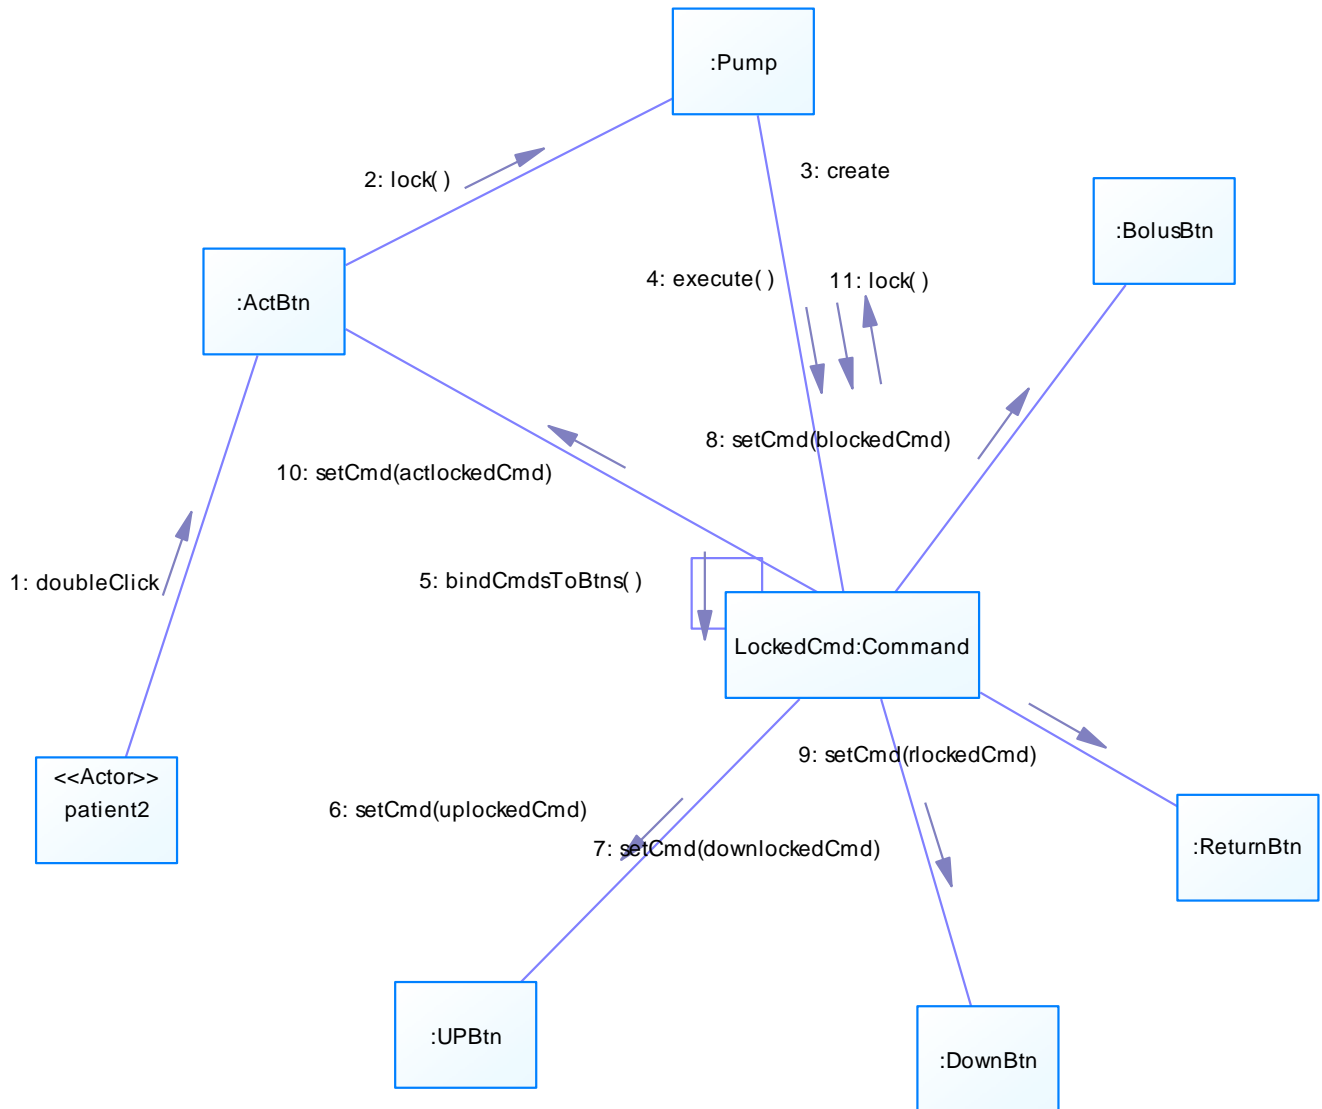 :Pump
3: create
2: lock( )
:BolusBtn
4: execute( )
11: lock( )
:ActBtn
8: setCmd(blockedCmd)
10: setCmd(actlockedCmd)
5: bindCmdsToBtns( )
1: doubleClick
LockedCmd:Command
<<Actor>>
patient2
9: setCmd(rlockedCmd)
6: setCmd(uplockedCmd)
7: setCmd(downlockedCmd)
:ReturnBtn
:UPBtn
:DownBtn